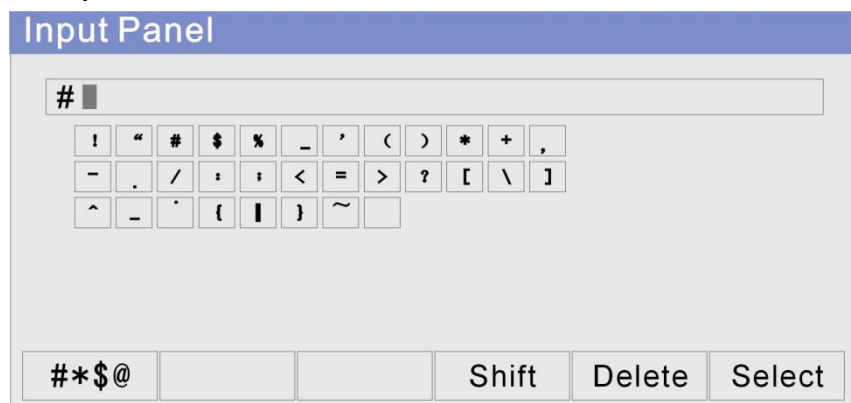 Input Panel
#
! “ # $ % _ ’ ( ) * + ,
- . / : ; < = > ? [ \ ]
^ _ ˙ { | } ~
#*$@ Shift Delete Select